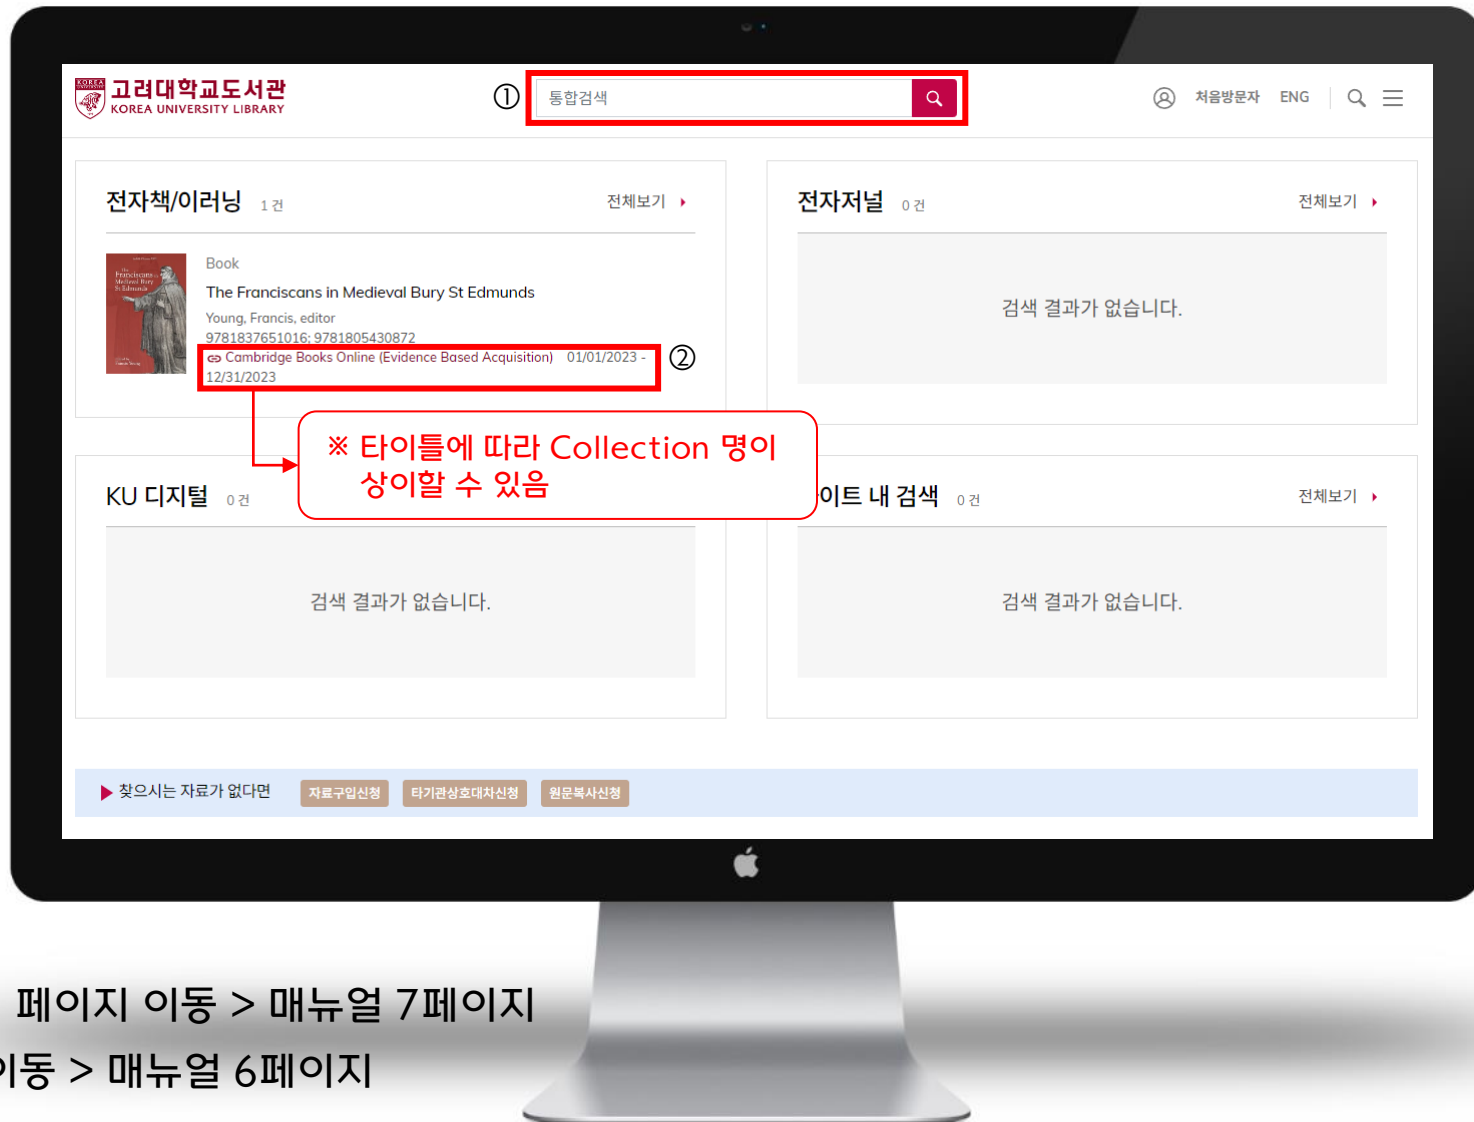 고려대학교도서관
KOREA UNIVERSITY LIBRARY
①
통합검색
처음방문자 ENG
전자책/이러닝 1 건
전체보기
Book
The Franciscans in Medieval Bury St Edmunds
Young, Francis, editor
9781837651016; 9781805430872
Cambridge Books Online (Evidence Based Acquisition) 01/01/2023 -
12/31/2023
②
※ 타이틀에 따라 Collection 명이
상이할 수 있음
전자저널 0 건
전체보기
검색 결과가 없습니다.
KU 디지털 0 건
검색 결과가 없습니다.
이트 내 검색 0 건
전체보기
검색 결과가 없습니다.
찾으시는 자료가 없다면
자료구입신청
타기관상호대차신청
원문복사신청
페이지 이동 > 매뉴얼 7페이지
이동 > 매뉴얼 6페이지